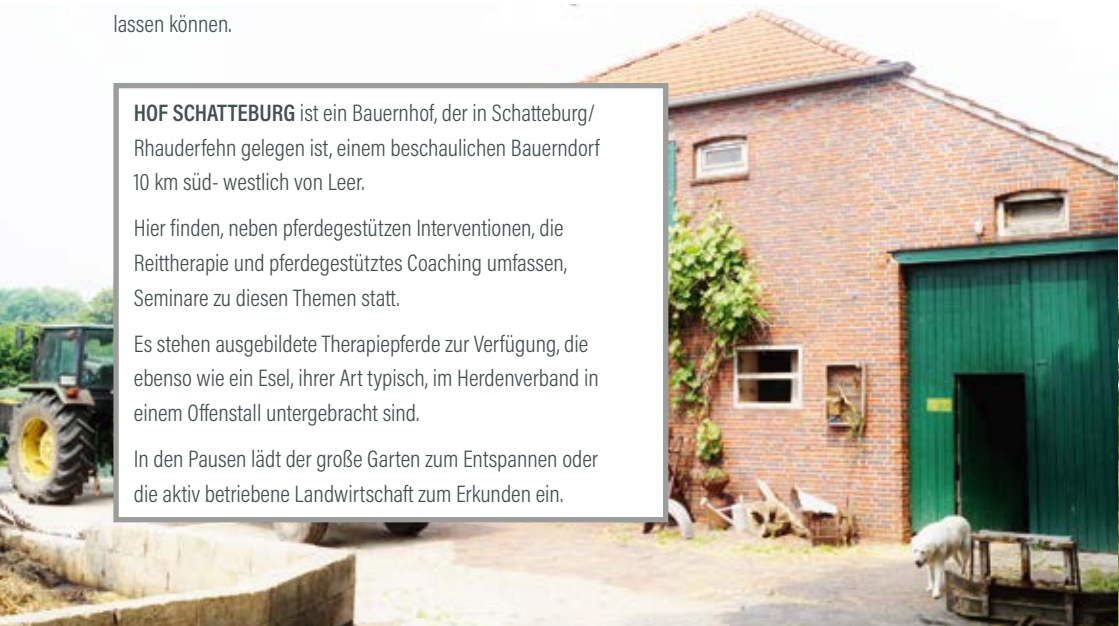 lassen können.
HOF SCHATTEBURG ist ein Bauernhof, der in Schatteburg/
Rhauderfehn gelegen ist, einem beschaulichen Bauerndorf
10 km süd- westlich von Leer.
Hier finden, neben pferdegestützen Interventionen, die
Reittherapie und pferdegestütztes Coaching umfassen,
Seminare zu diesen Themen statt.
Es stehen ausgebildete Therapiepferde zur Verfügung, die
ebenso wie ein Esel, ihrer Art typisch, im Herdenverband in
einem Offenstall untergebracht sind.
In den Pausen lädt der große Garten zum Entspannen oder
die aktiv betriebene Landwirtschaft zum Erkunden ein.